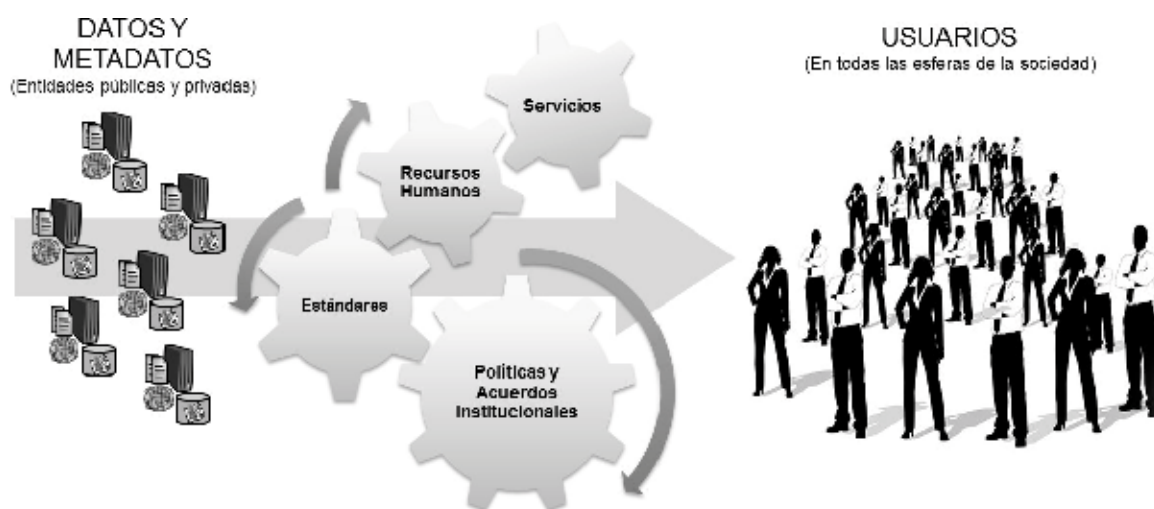 DATOS Y
METADATOS
(Entidades públicas y privadas)
USUARIOS
(En todas las esferas de la sociedad)
Servicios
Recursos
Humanos
Estándares
Políticas y
Acuerdos
Institucionales